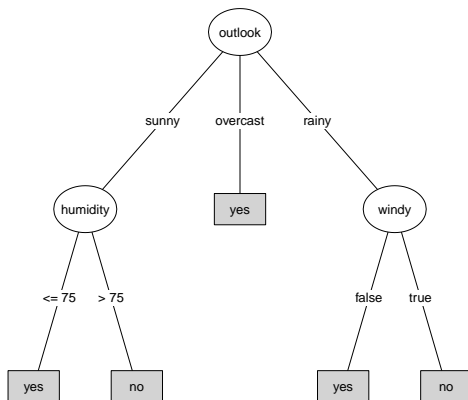 outlook
sunny
overcast
rainy
humidity
yes
windy
<= 75
> 75
false
true
yes
no
yes
no